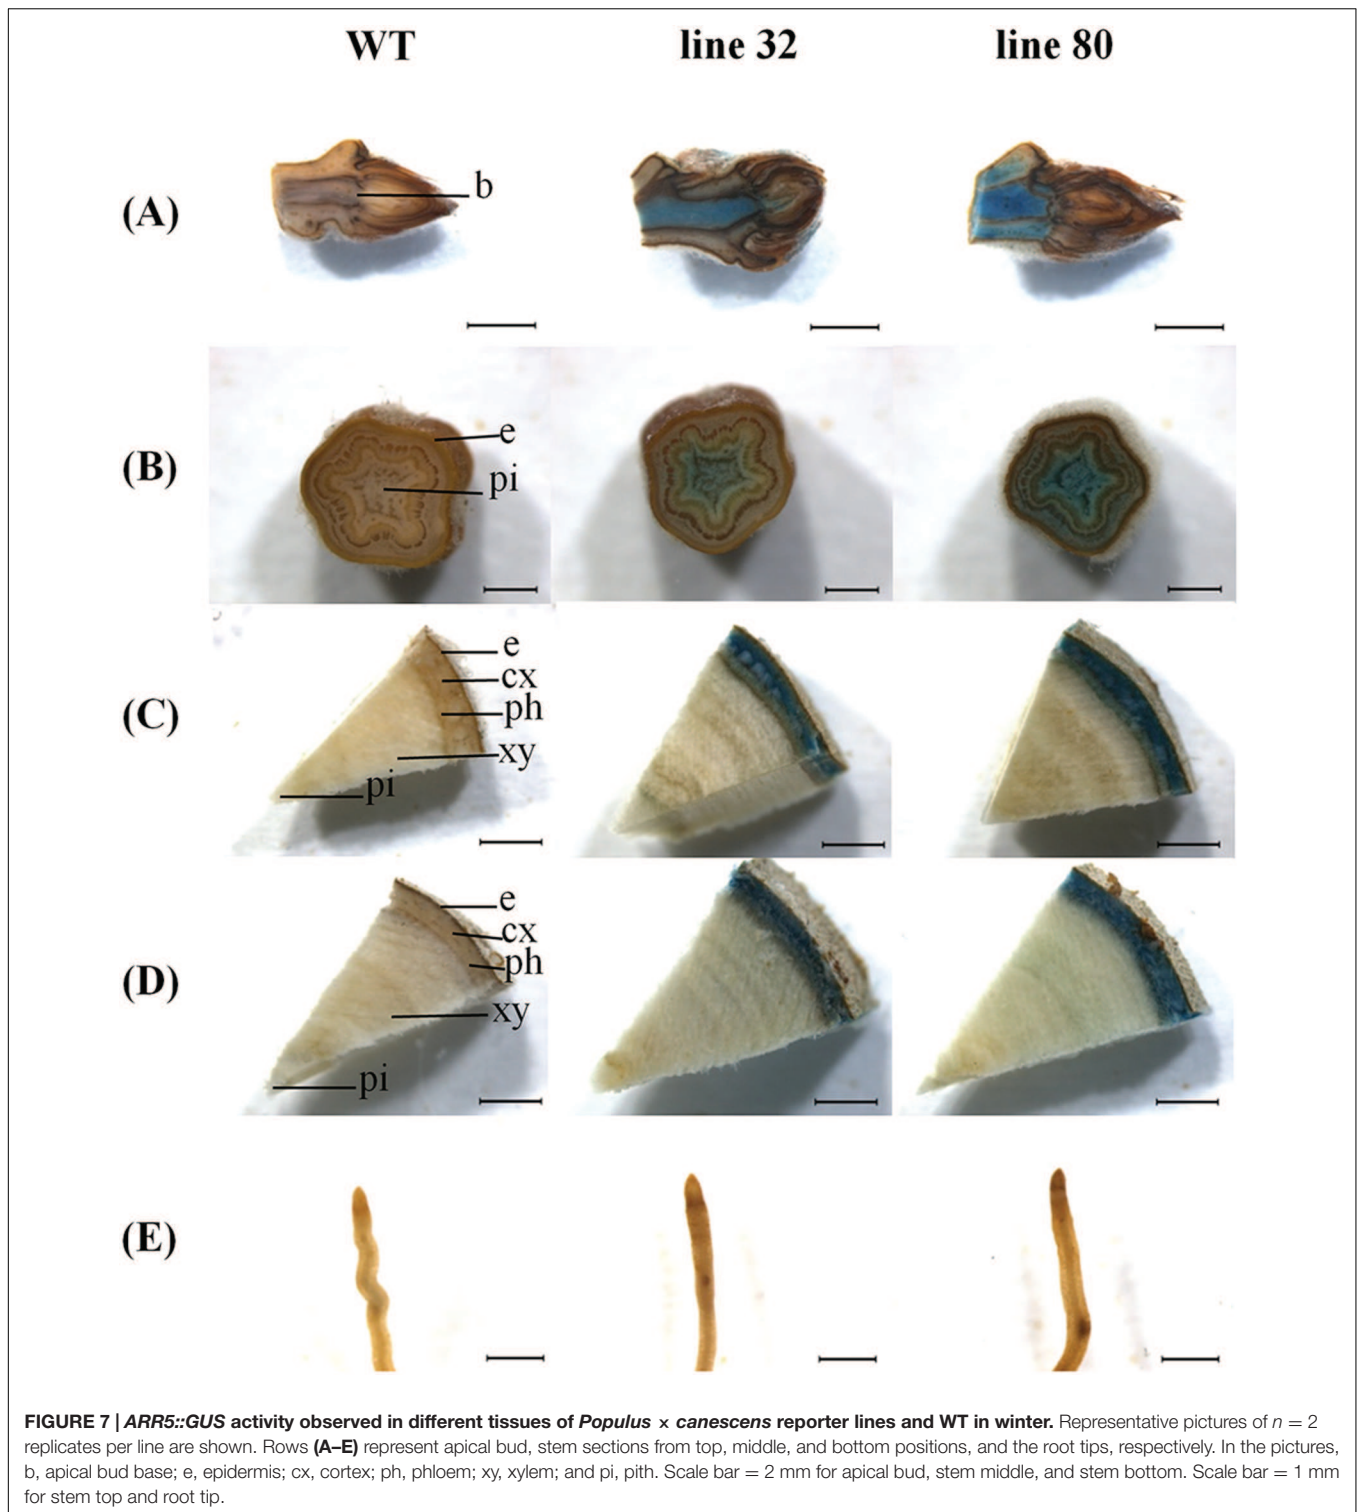 WT line 32 line 80
(A)
b
(B)
e
pi
(C)
e
cx
ph
xy
pi
(D)
e
cx
ph
xy
pi
(E)
FIGURE 7 | ARR5::GUS activity observed in different tissues of Populus × canescens reporter lines and WT in winter. Representative pictures of n = 2
replicates per line are shown. Rows (A–E) represent apical bud, stem sections from top, middle, and bottom positions, and the root tips, respectively. In the pictures,
b, apical bud base; e, epidermis; cx, cortex; ph, phloem; xy, xylem; and pi, pith. Scale bar = 2 mm for apical bud, stem middle, and stem bottom. Scale bar = 1 mm
for stem top and root tip.